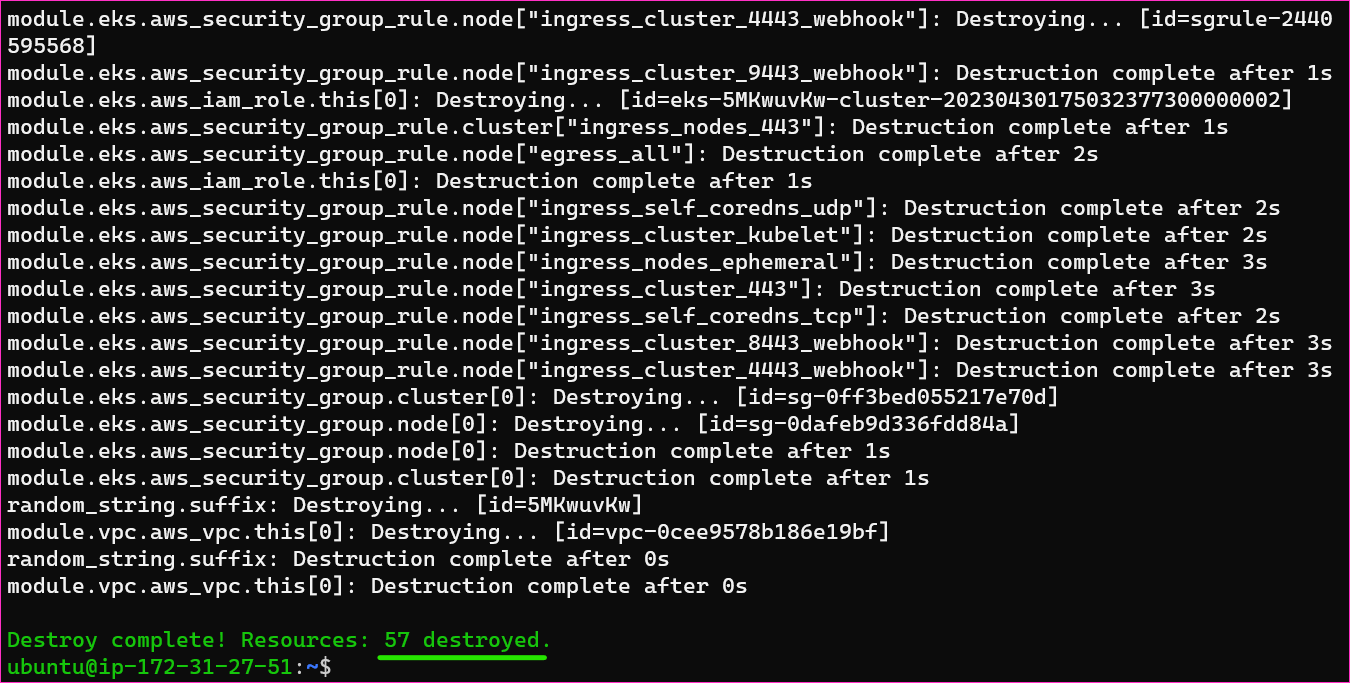 module.eks.aws_security_group_rule.node["ingress_cluster_4443_webhook"]: Destroying... [id=sgrule-2440
595568]
module.eks.aws_security_group_rule.node["ingress_cluster_9443_webhook"]: Destruction complete after 1s
module.eks.aws_iam_role.this[0]: Destroying... [id=eks-5MKwuvKw-cluster-20230430175032377300000002]
module.eks.aws_security_group_rule.cluster["ingress_nodes_443"]: Destruction complete after 1s
module.eks.aws_security_group_rule.node["egress_all"]: Destruction complete after 2s
module.eks.aws_iam_role.this[0]: Destruction complete after 1s
module.eks.aws_security_group_rule.node["ingress_self_coredns_udp"]: Destruction complete after 2s
module.eks.aws_security_group_rule.node["ingress_cluster_kubelet"]: Destruction complete after 2s
module.eks.aws_security_group_rule.node["ingress_nodes_ephemeral"]: Destruction complete after 3s
module.eks.aws_security_group_rule.node["ingress_cluster_443"]: Destruction complete after 3s
module.eks.aws_security_group_rule.node["ingress_self_coredns_tcp"]: Destruction complete after 2s
module.eks.aws_security_group_rule.node["ingress_cluster_8443_webhook"]: Destruction complete after 3s
module.eks.aws_security_group_rule.node["ingress_cluster_4443_webhook"]: Destruction complete after 3s
module.eks.aws_security_group.cluster[0]: Destroying... [id=sg-0ff3bed055217e70d]
module.eks.aws_security_group.node[0]: Destroying... [id=sg-0dafeb9d336fdd84a]
module.eks.aws_security_group.node[0]: Destruction complete after 1s
module.eks.aws_security_group.cluster[0]: Destruction complete after 1s
random_string.suffix: Destroying... [id=5MKwuvKw]
module.vpc.aws_vpc.this[0]: Destroying... [id=vpc-0cee9578b186e19bf]
random_string.suffix: Destruction complete after 0s
module.vpc.aws_vpc.this[0]: Destruction complete after 0s
Destroy complete! Resources: 57 destroyed.
ubuntu@ip-172-31-27-51:~$